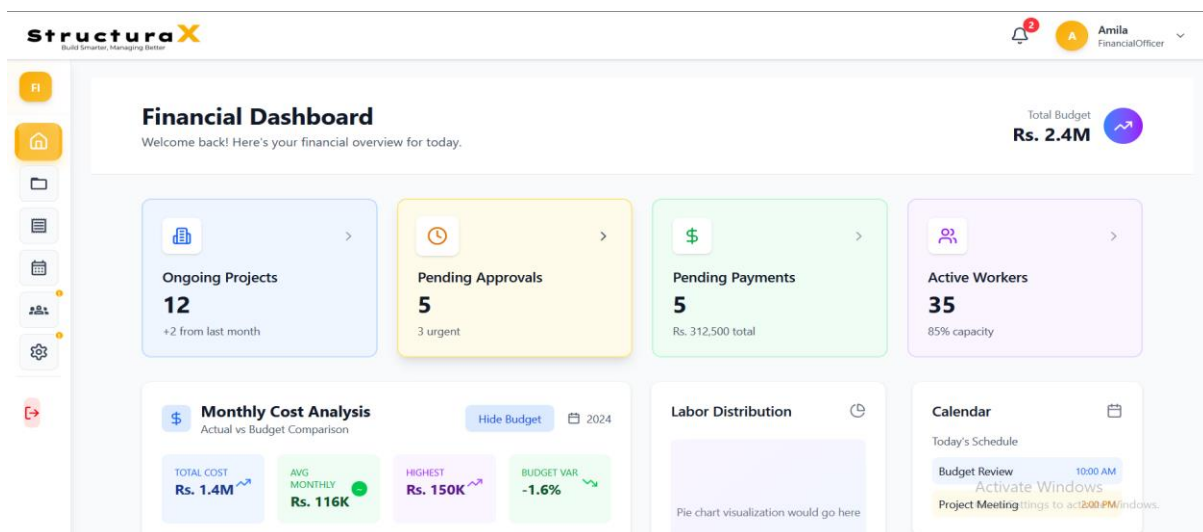 StructuraX
Build Smarter, Managing Better
2
A
Amila
FinancialOfficer
FI
Financial Dashboard
Welcome back! Here's your financial overview for today.
Total Budget
Rs. 2.4M
Ongoing Projects
12
+2 from last month
Pending Approvals
5
3 urgent
Pending Payments
5
Rs. 312,500 total
Active Workers
35
85% capacity
Monthly Cost Analysis
Actual vs Budget Comparison
Hide Budget
2024
TOTAL COST
Rs. 1.4M
AVG
MONTHLY
Rs. 116K
HIGHEST
Rs. 150K
BUDGET VAR
-1.6%
Labor Distribution
Pie chart visualization would go here
Calendar
Today's Schedule
Budget Review 10:00 AM
Activate Windows
Project Meeting 2:00 PM